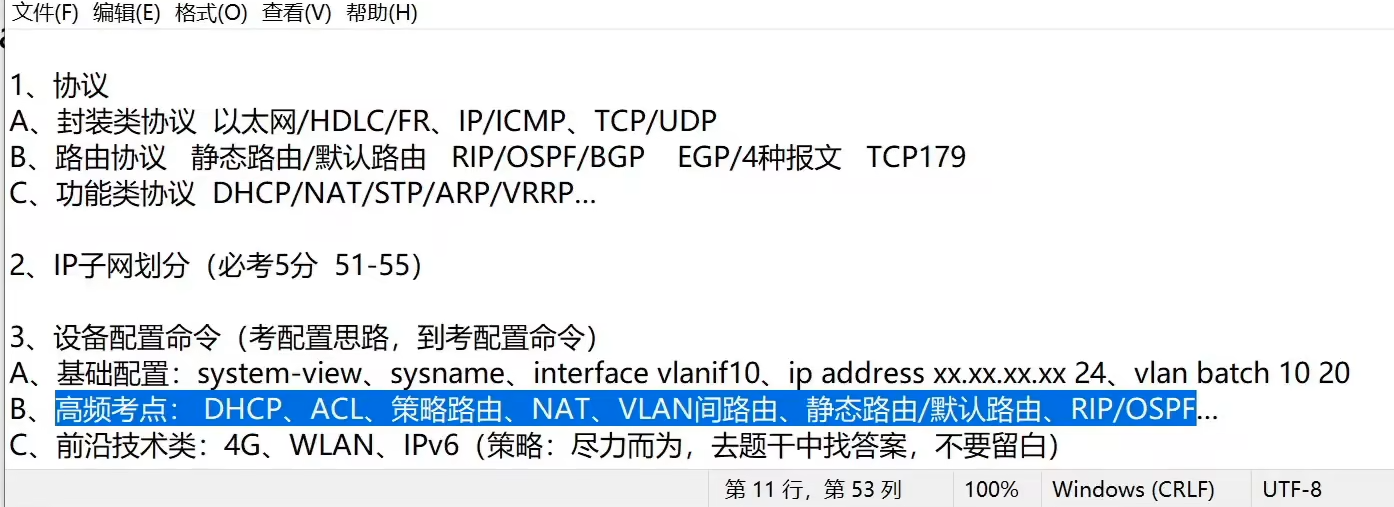 文件(F) 编辑(E) 格式(O) 查看(V) 帮助(H)
1、协议
A、封装类协议 以太网/HDLC/FR、IP/ICMP、TCP/UDP
B、路由协议 静态路由/默认路由 RIP/OSPF/BGP EGP/4种报文 TCP179
C、功能类协议 DHCP/NAT/STP/ARP/VRRP...
2、IP子网划分（必考5分 51-55）
3、设备配置命令（考配置思路，到考配置命令）
A、基础配置：system-view、sysname、interface vlanif10、ip address xx.xx.xx.xx 24、vlan batch 10 20
B、高频考点： DHCP、ACL、策略路由、NAT、VLAN间路由、静态路由/默认路由、RIP/OSPF...
C、前沿技术类：4G、WLAN、IPv6（策略：尽力而为，去题干中找答案，不要留白）
第 11 行，第 53 列 100% Windows (CRLF) UTF-8